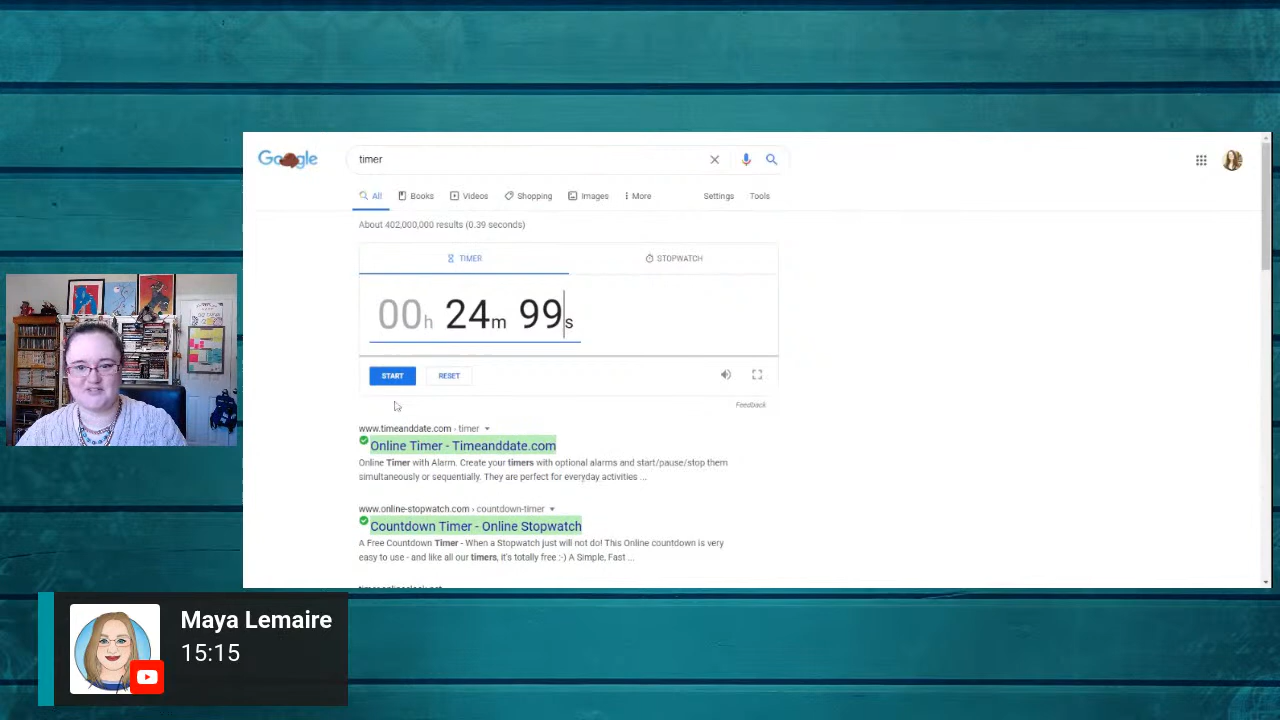 Google
timer
All
Books
Videos
Shopping
Images
More
Settings
Tools
About 402,000,000 results (0.39 seconds)
TIMER
STOPWATCH
00h 24m 99s
START
RESET
Feedback
www.timeanddate.com › timer
Online Timer - Timeanddate.com
Online Timer with Alarm. Create your timers with optional alarms and start/pause/stop them
simultaneously or sequentially. They are perfect for everyday activities ...
www.online-stopwatch.com › countdown-timer
Countdown Timer - Online Stopwatch
A Free Countdown Timer - When a Stopwatch just will not do! This Online countdown is very
easy to use - and like all our timers, it's totally free :-) A Simple, Fast ...
Maya Lemaire
15:15